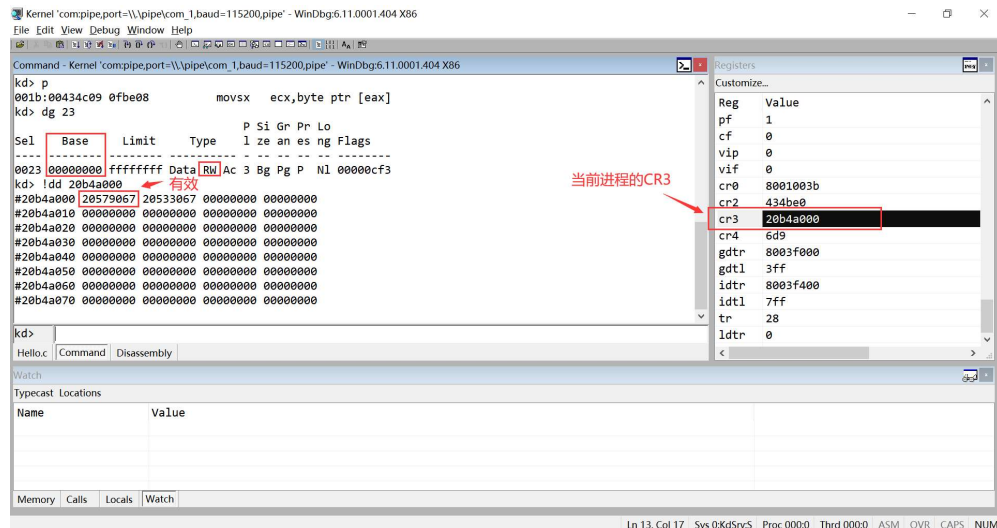 Kernel 'com:pipe,port=\\.\pipe\com_1,baud=115200,pipe' - WinDbg:6.11.0001.404 X86
File Edit View Debug Window Help
Command - Kernel 'com:pipe,port=\\.\pipe\com_1,baud=115200,pipe' - WinDbg:6.11.0001.404 X86
kd> p
001b:00434c09 0fbe08 movsx ecx,byte ptr [eax]
kd> dg 23
P Si Gr Pr Lo
Sel Base Limit Type l ze an es ng Flags
---- -------- -------- ---------- - -- -- -- -- --------
0023 00000000 ffffffff Data RW Ac 3 Bg Pg P Nl 00000cf3
kd> !dd 20b4a000 有效
#20b4a000 20579067 20533067 00000000 00000000
#20b4a010 00000000 00000000 00000000 00000000
#20b4a020 00000000 00000000 00000000 00000000
#20b4a030 00000000 00000000 00000000 00000000
#20b4a040 00000000 00000000 00000000 00000000
#20b4a050 00000000 00000000 00000000 00000000
#20b4a060 00000000 00000000 00000000 00000000
#20b4a070 00000000 00000000 00000000 00000000
kd>
Hello.c Command Disassembly
当前进程的CR3
Registers
Customize...
Reg Value
pf 1
cf 0
vip 0
vif 0
cr0 8001003b
cr2 434be0
cr3 20b4a000
cr4 6d9
gdtr 8003f000
gdtl 3ff
idtr 8003f400
idtl 7ff
tr 28
ldtr 0
Watch
Typecast Locations
Name Value
Memory Calls Locals Watch
Ln 13, Col 17 Sys 0:KdSrv:S Proc 000:0 Thrd 000:0 ASM OVR CAPS NUM